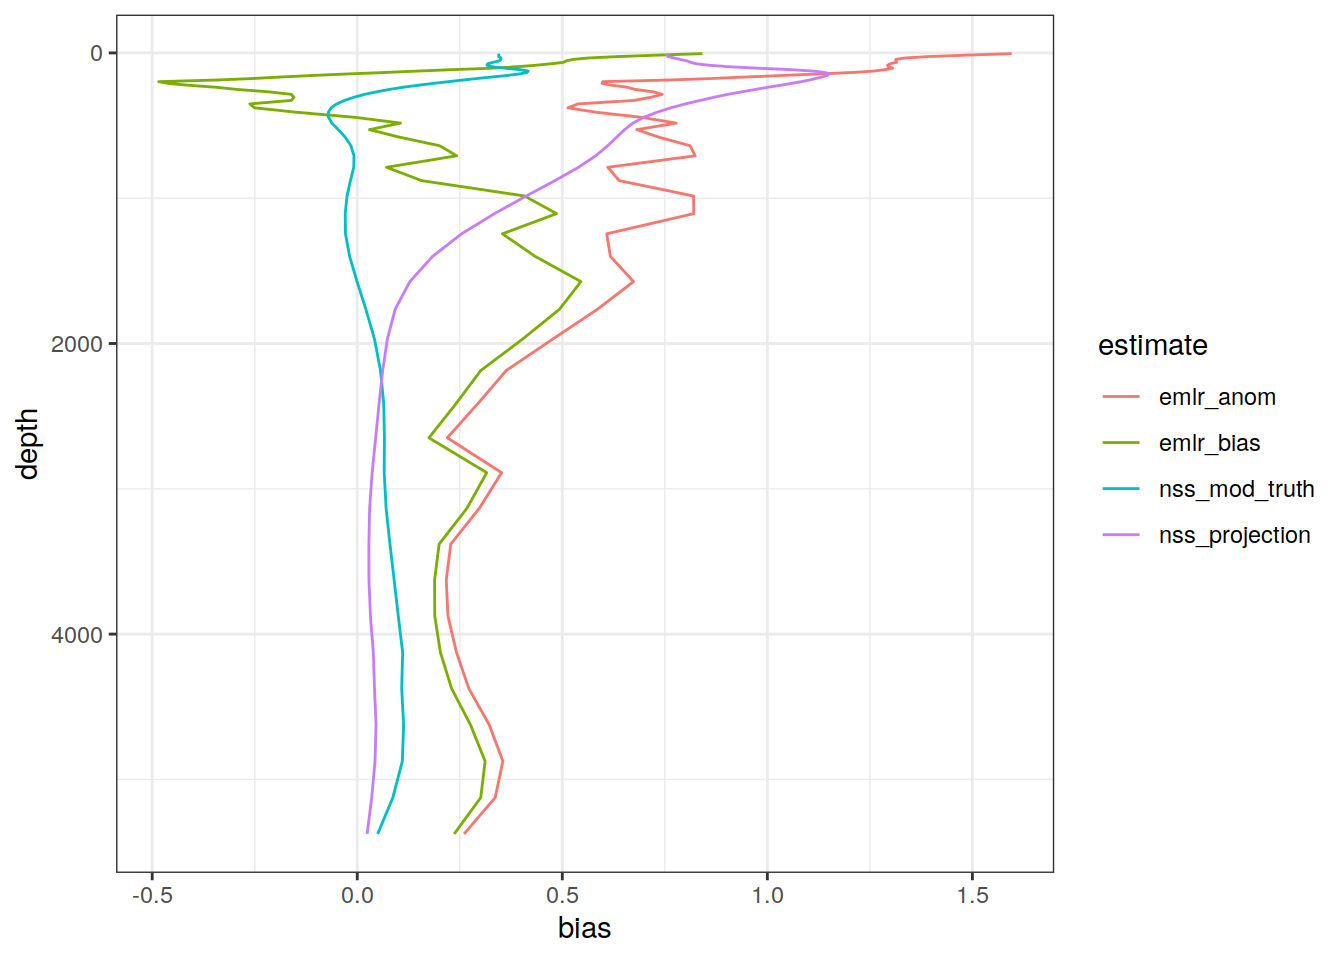 0
2000
4000
depth
-0.5
0.0
0.5
1.0
1.5
bias
estimate
emlr_anom
emlr_bias
nss_mod_truth
nss_projection